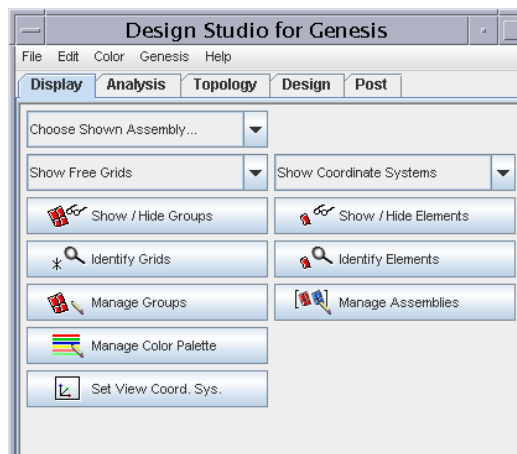 Design Studio for Genesis
File Edit Color Genesis Help
Display Analysis Topology Design Post
Choose Shown Assembly...
Show Free Grids Show Coordinate Systems
Show / Hide Groups Show / Hide Elements
Identify Grids Identify Elements
Manage Groups Manage Assemblies
Manage Color Palette
Set View Coord. Sys.